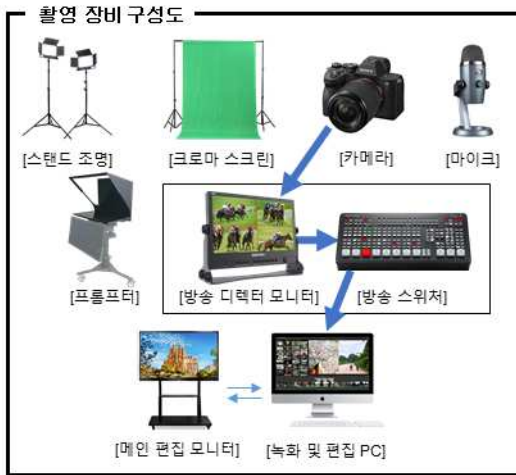 촬영 장비 구성도
[스탠드 조명] [크로마 스크린] [카메라] [마이크]
[프롬프터] [방송 디렉터 모니터] [방송 스위처]
[메인 편집 모니터] [녹화 및 편집 PC]